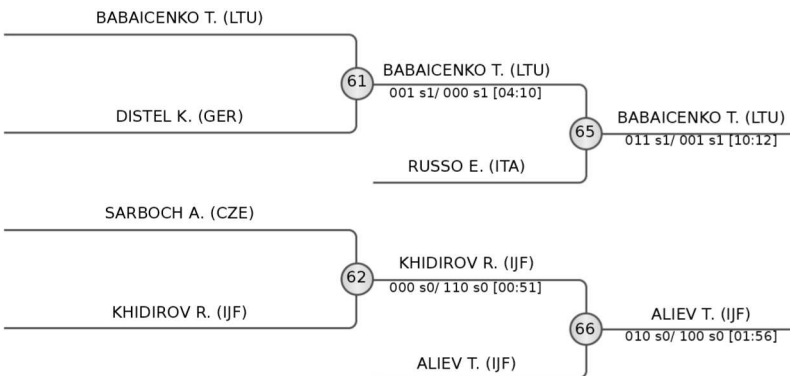 BABAICENKO T. (LTU)
61
BABAICENKO T. (LTU)
001 s1/ 000 s1 [04:10]
DISTEL K. (GER)
65
BABAICENKO T. (LTU)
011 s1/ 001 s1 [10:12]
RUSSO E. (ITA)
SARBOCH A. (CZE)
62
KHIDIROV R. (IJF)
000 s0/ 110 s0 [00:51]
KHIDIROV R. (IJF)
66
ALIEV T. (IJF)
010 s0/ 100 s0 [01:56]
ALIEV T. (IJF)